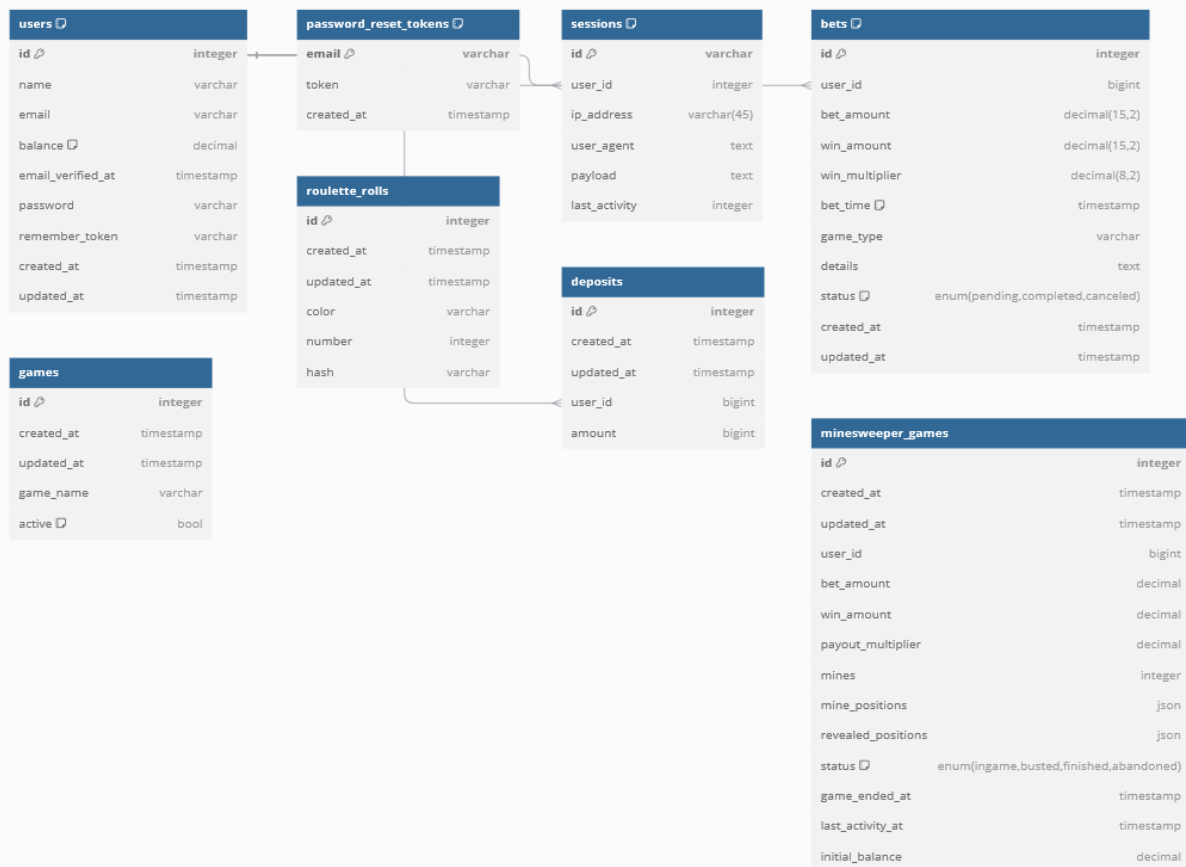 users
id integer
name varchar
email varchar
balance decimal
email_verified_at timestamp
password varchar
remember_token varchar
created_at timestamp
updated_at timestamp
password_reset_tokens
email varchar
token varchar
created_at timestamp
sessions
id varchar
user_id integer
ip_address varchar(45)
user_agent text
payload text
last_activity integer
bets
id integer
user_id bigint
bet_amount decimal(15,2)
win_amount decimal(15,2)
win_multiplier decimal(8,2)
bet_time timestamp
game_type varchar
details text
status enum(pending,completed,canceled)
created_at timestamp
updated_at timestamp
roulette_rolls
id integer
created_at timestamp
updated_at timestamp
color varchar
number integer
hash varchar
deposits
id integer
created_at timestamp
updated_at timestamp
user_id bigint
amount bigint
games
id integer
created_at timestamp
updated_at timestamp
game_name varchar
active bool
minesweeper_games
id integer
created_at timestamp
updated_at timestamp
user_id bigint
bet_amount decimal
win_amount decimal
payout_multiplier decimal
mines integer
mine_positions json
revealed_positions json
status enum(ingame,busted,finished,abandoned)
game_ended_at timestamp
last_activity_at timestamp
initial_balance decimal